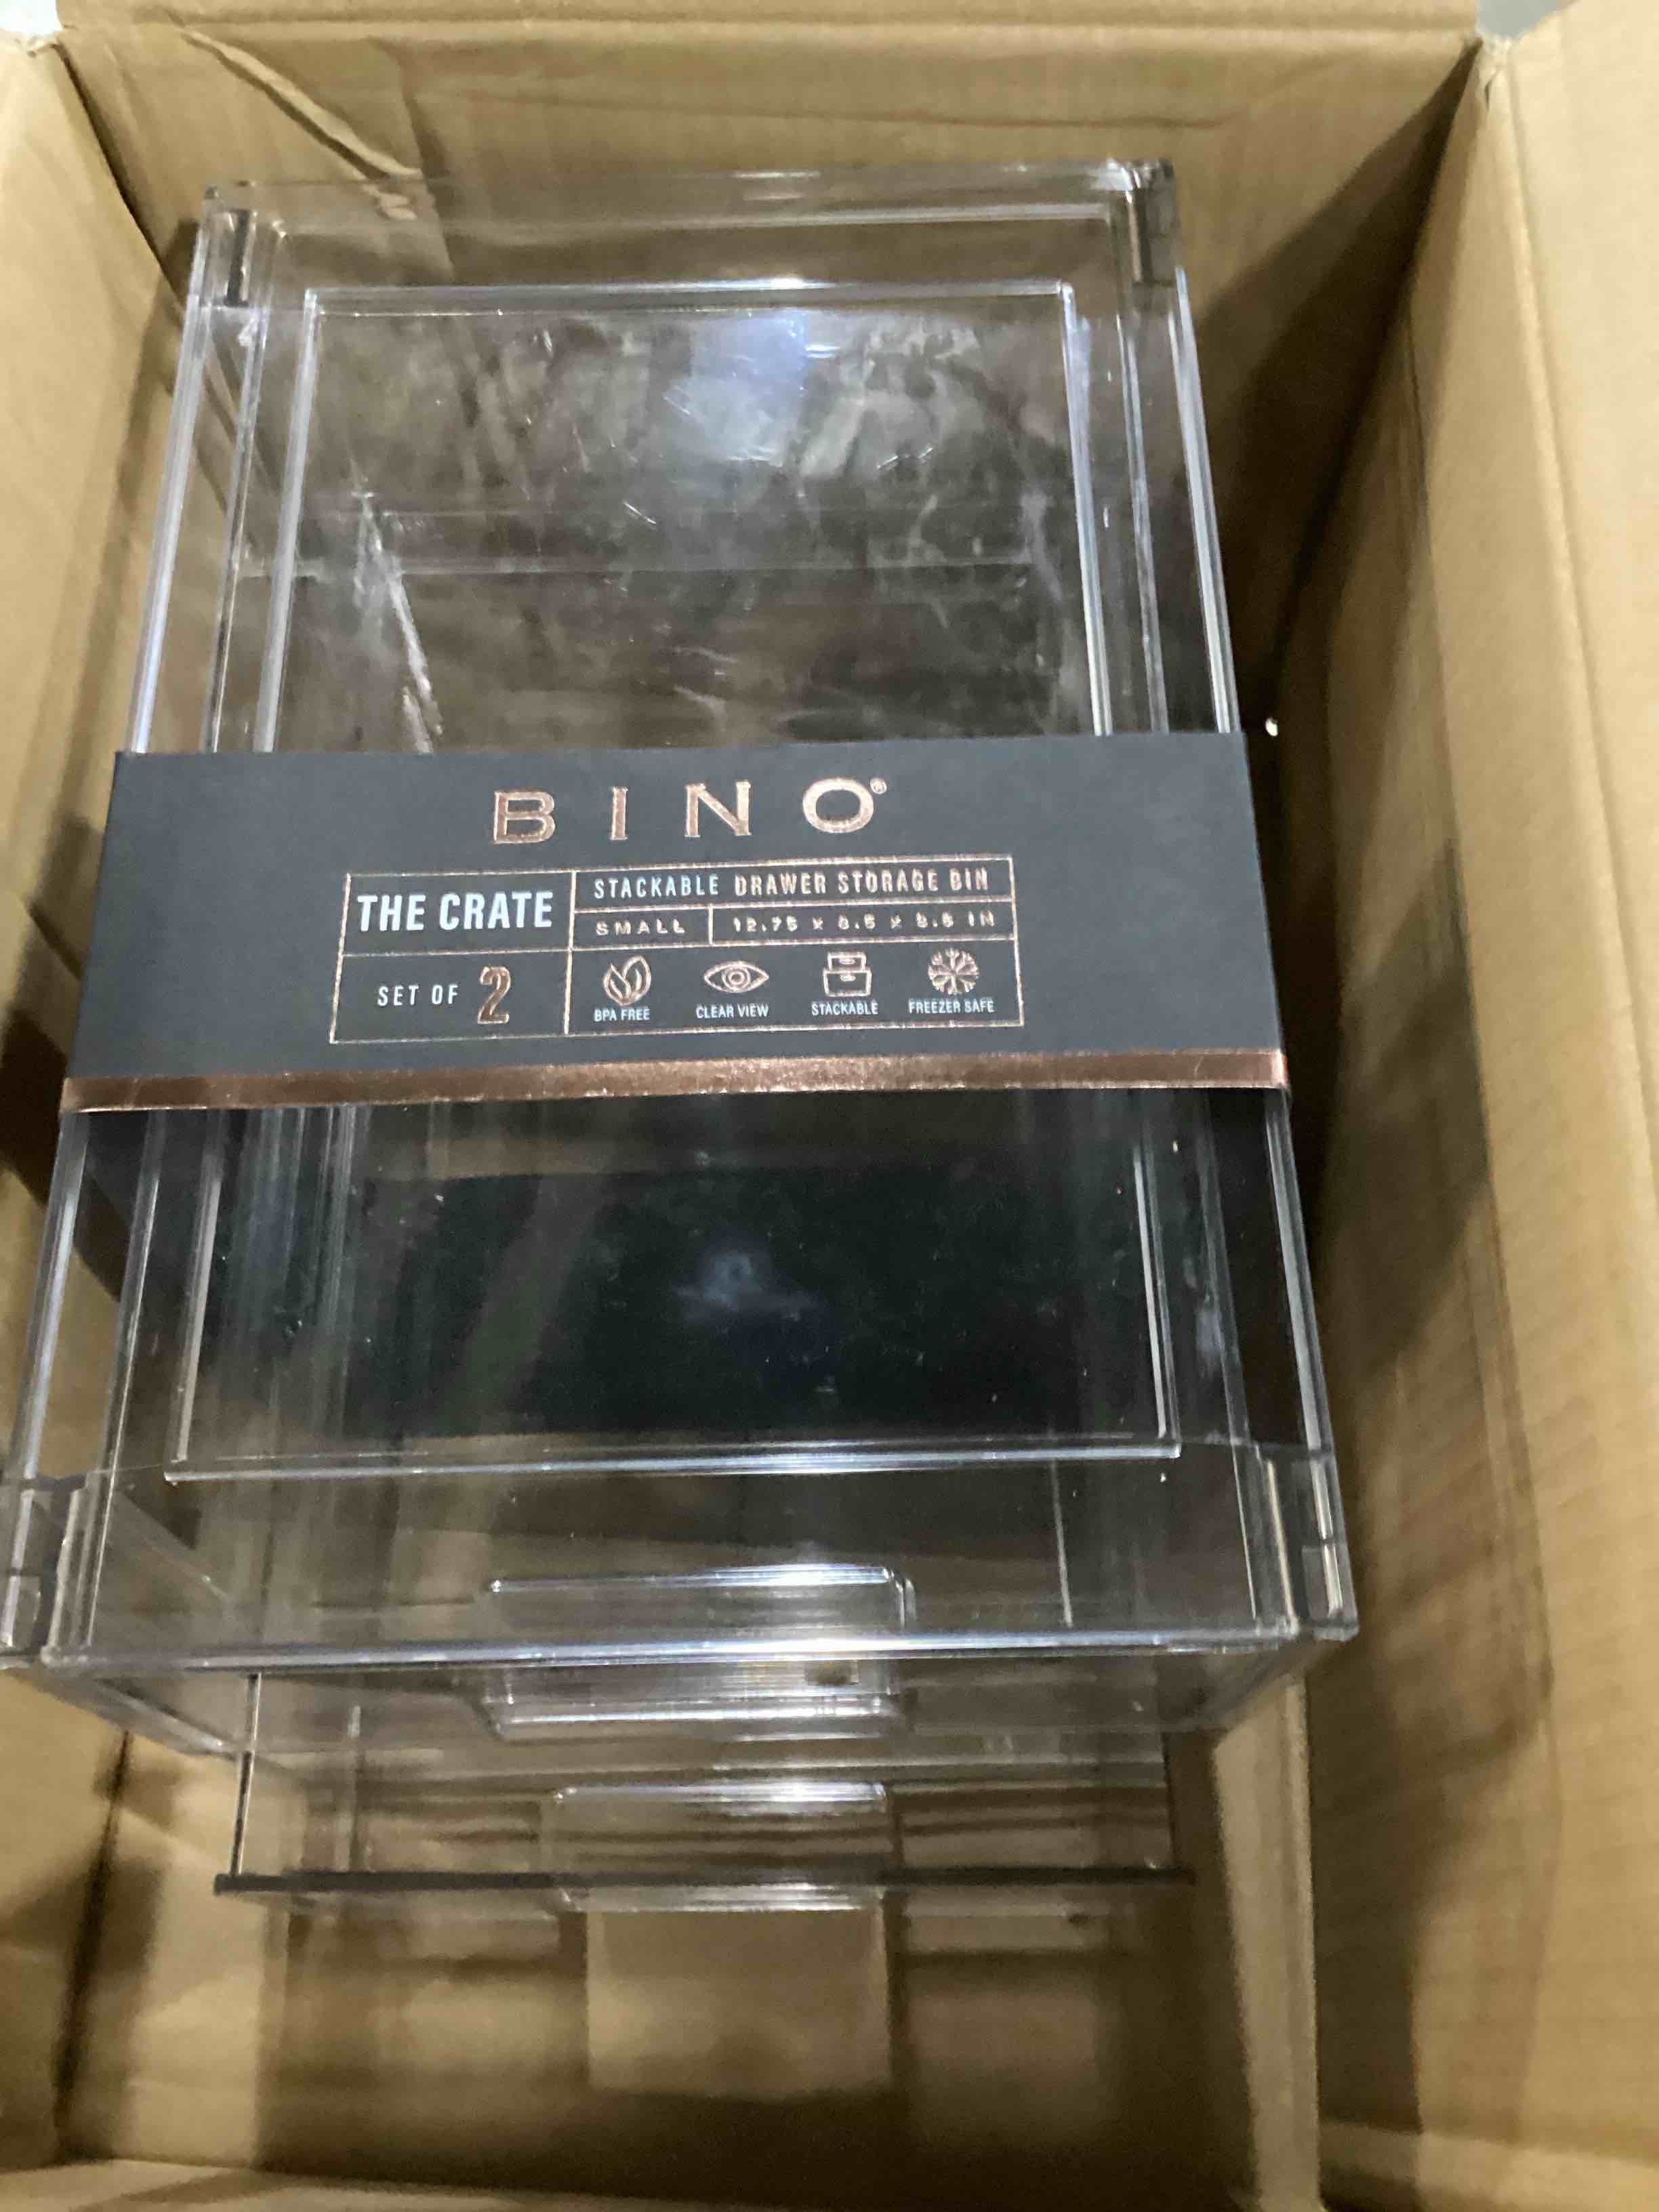 BINO®
THE CRATE
STACKABLE DRAWER STORAGE BIN
SMALL
SET OF 2
BPA FREE
CLEAR VIEW
STACKABLE
FREEZER SAFE